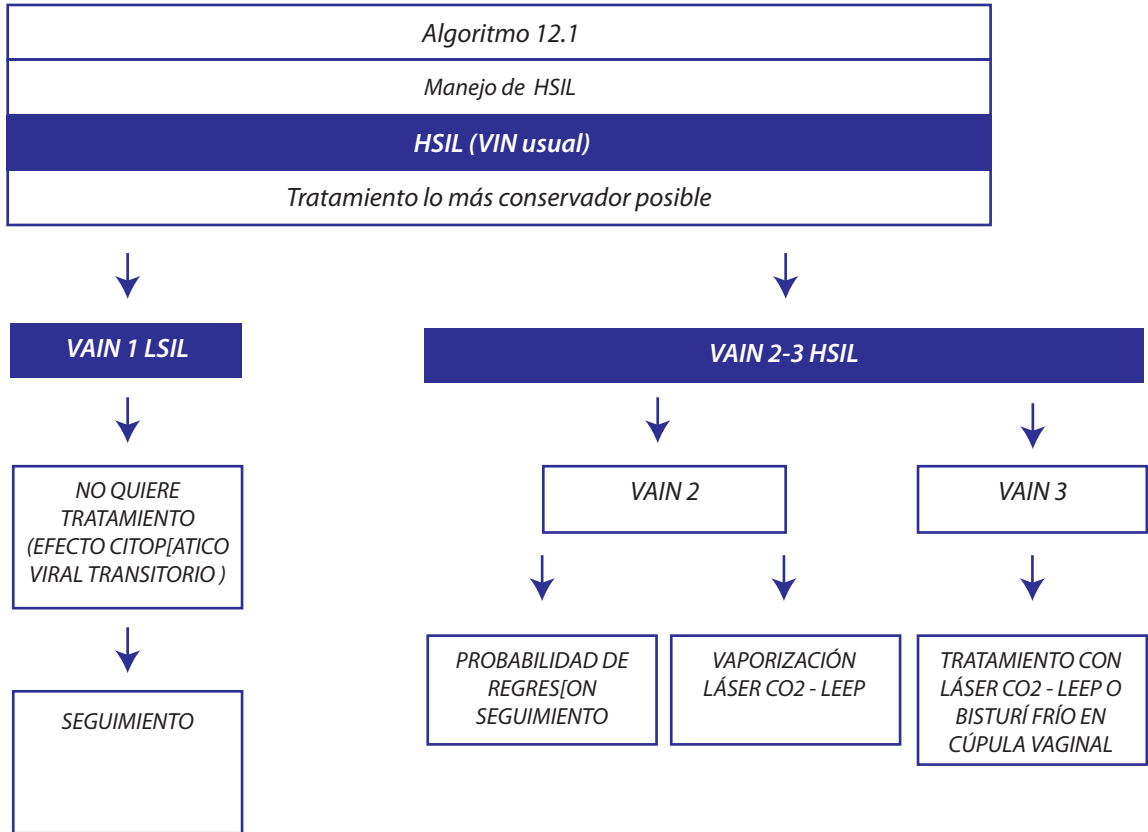 Algoritmo 12.1
Manejo de HSIL
HSIL (VIN usual)
Tratamiento lo más conservador posible
VAIN 1 LSIL
VAIN 2-3 HSIL
NO QUIERE
TRATAMIENTO
(EFECTO CITOP[ATICO
VIRAL TRANSITORIO )
VAIN 2
VAIN 3
SEGUIMIENTO
PROBABILIDAD DE
REGRES[ON
SEGUIMIENTO
VAPORIZACIÓN
LÁSER CO2 - LEEP
TRATAMIENTO CON
LÁSER CO2 - LEEP O
BISTURÍ FRÍO EN
CÚPULA VAGINAL